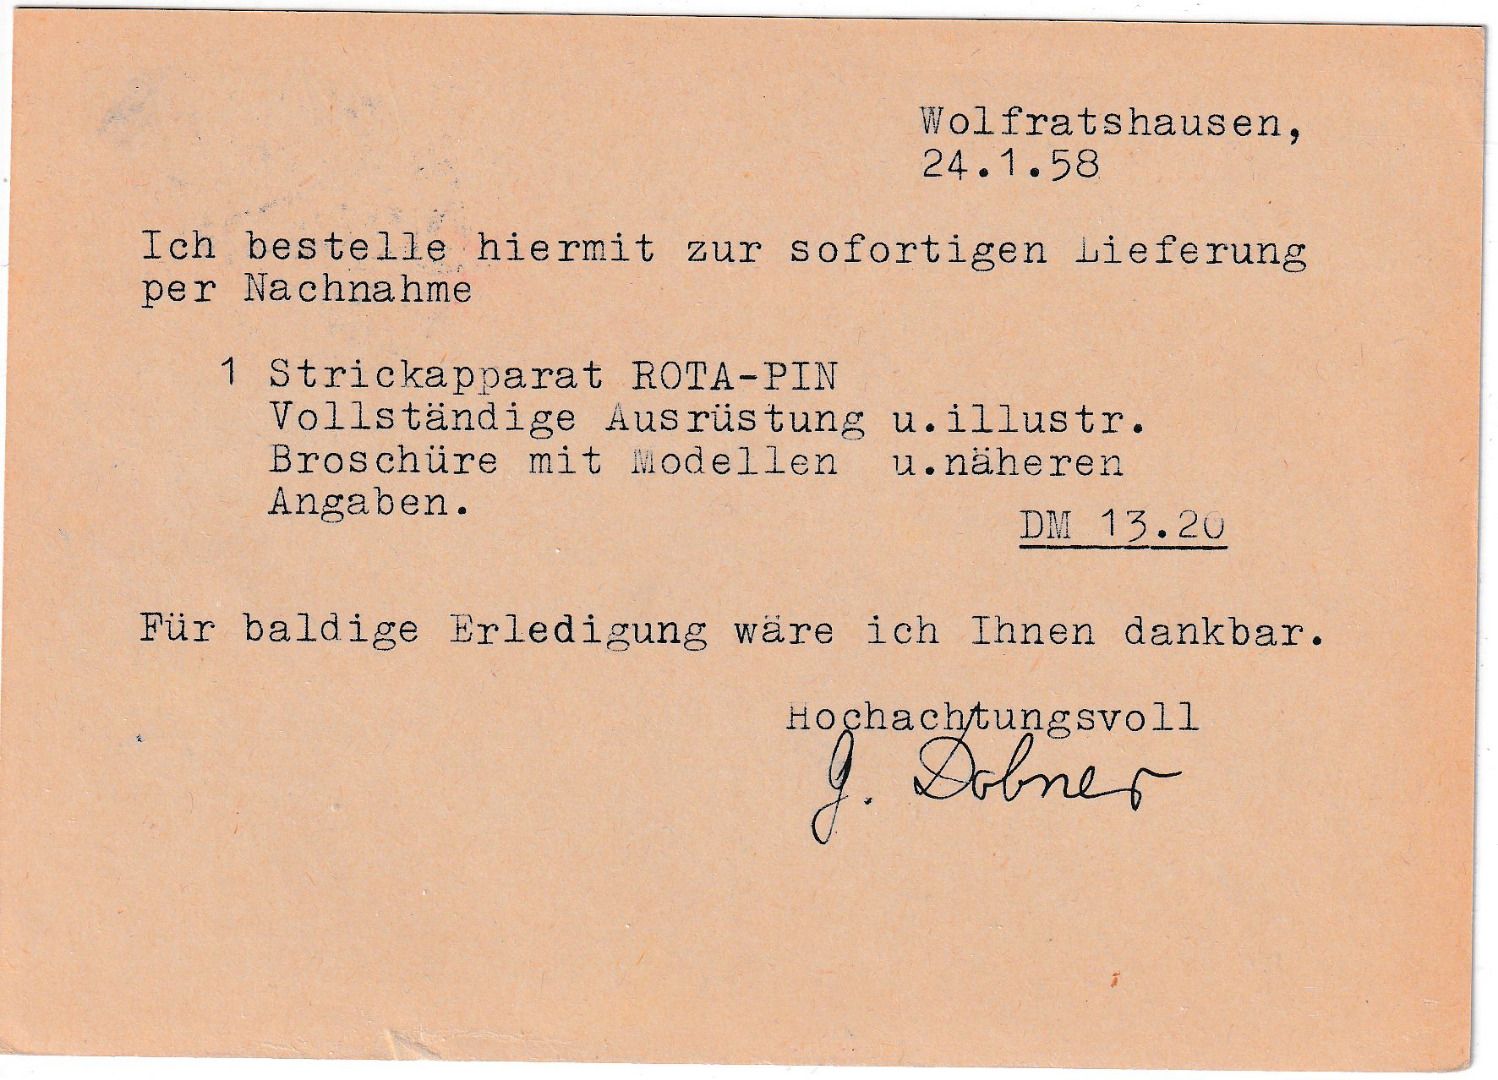 Wolfratshausen,
24.1.58
Ich bestelle hiermit zur sofortigen Lieferung
per Nachnahme
1 Strickapparat ROTA-PIN
Vollständige Ausrüstung u.illustr.
Broschüre mit Modellen u.näheren
Angaben.
DM 13.20
Für baldige Erledigung wäre ich Ihnen dankbar.
Hochachtungsvoll
G. Dobner